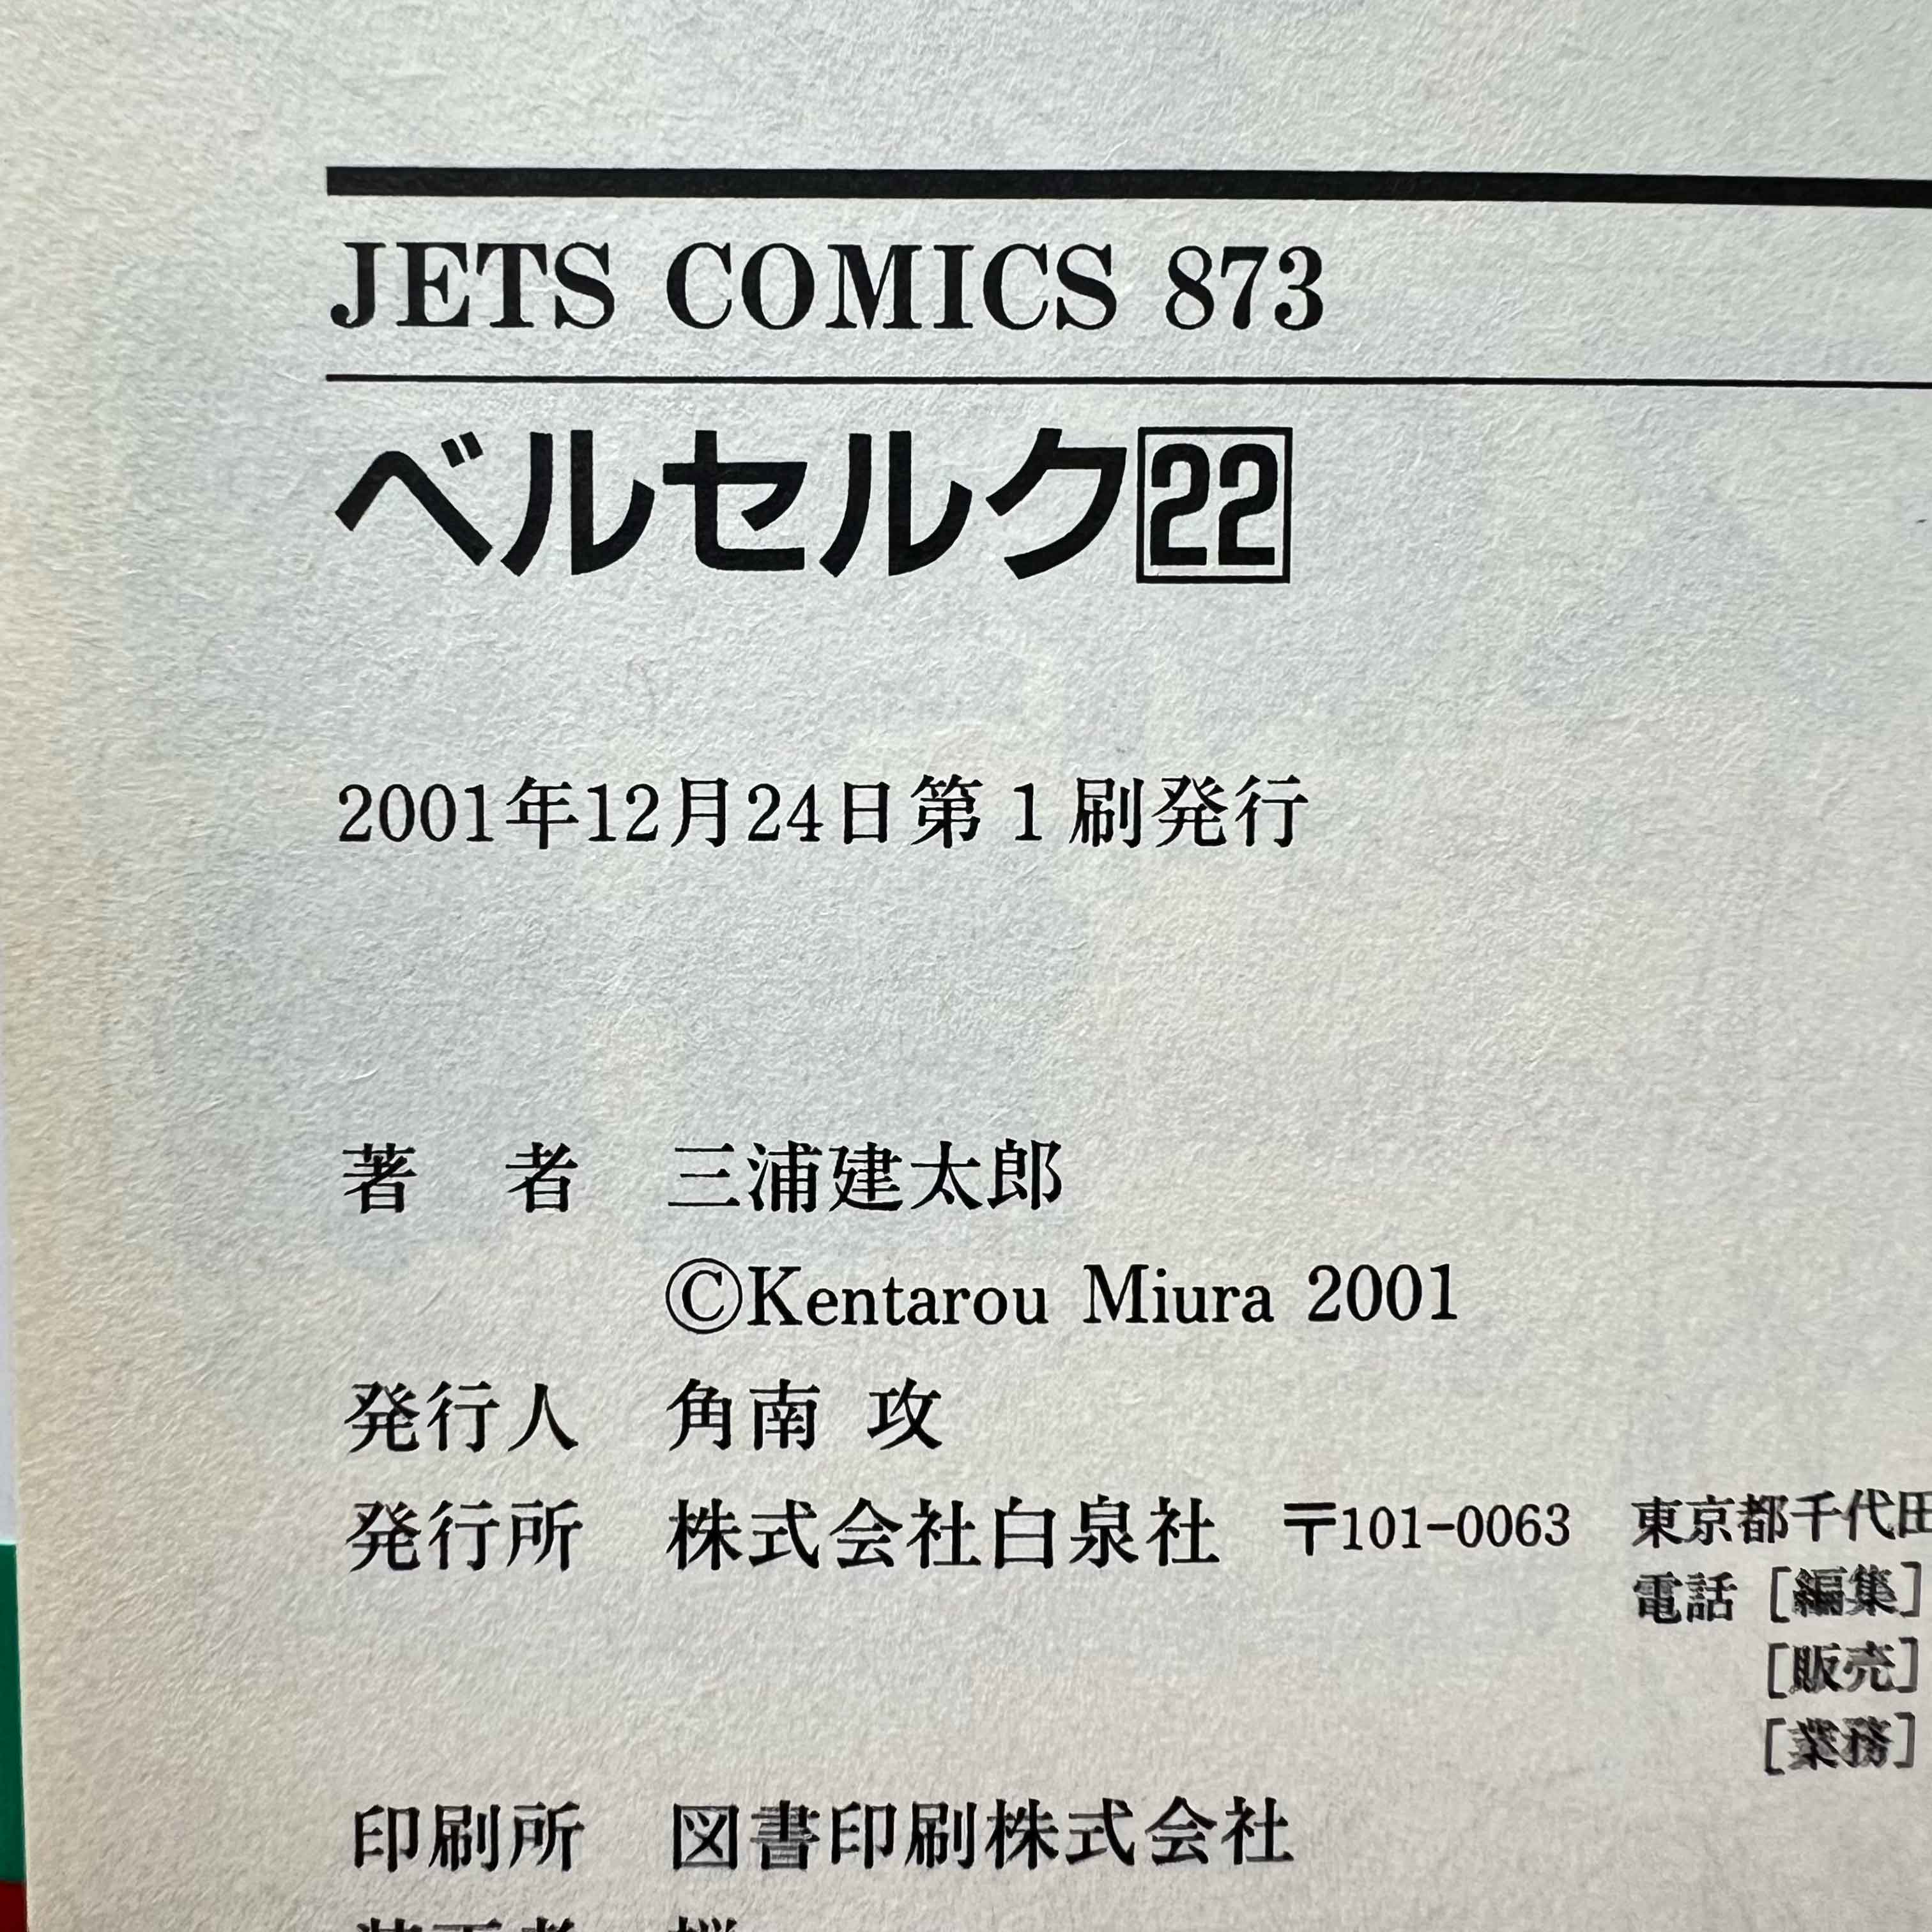 JETS COMICS 873
ベルセルク22
2001年12月24日第1刷発行
著　者　三浦建太郎
©Kentarou Miura 2001
発行人　角南 攻
発行所　株式会社白泉社　〒101-0063　東京都千代田
電話［編集］
［販売］
［業務］
印刷所　図書印刷株式会社